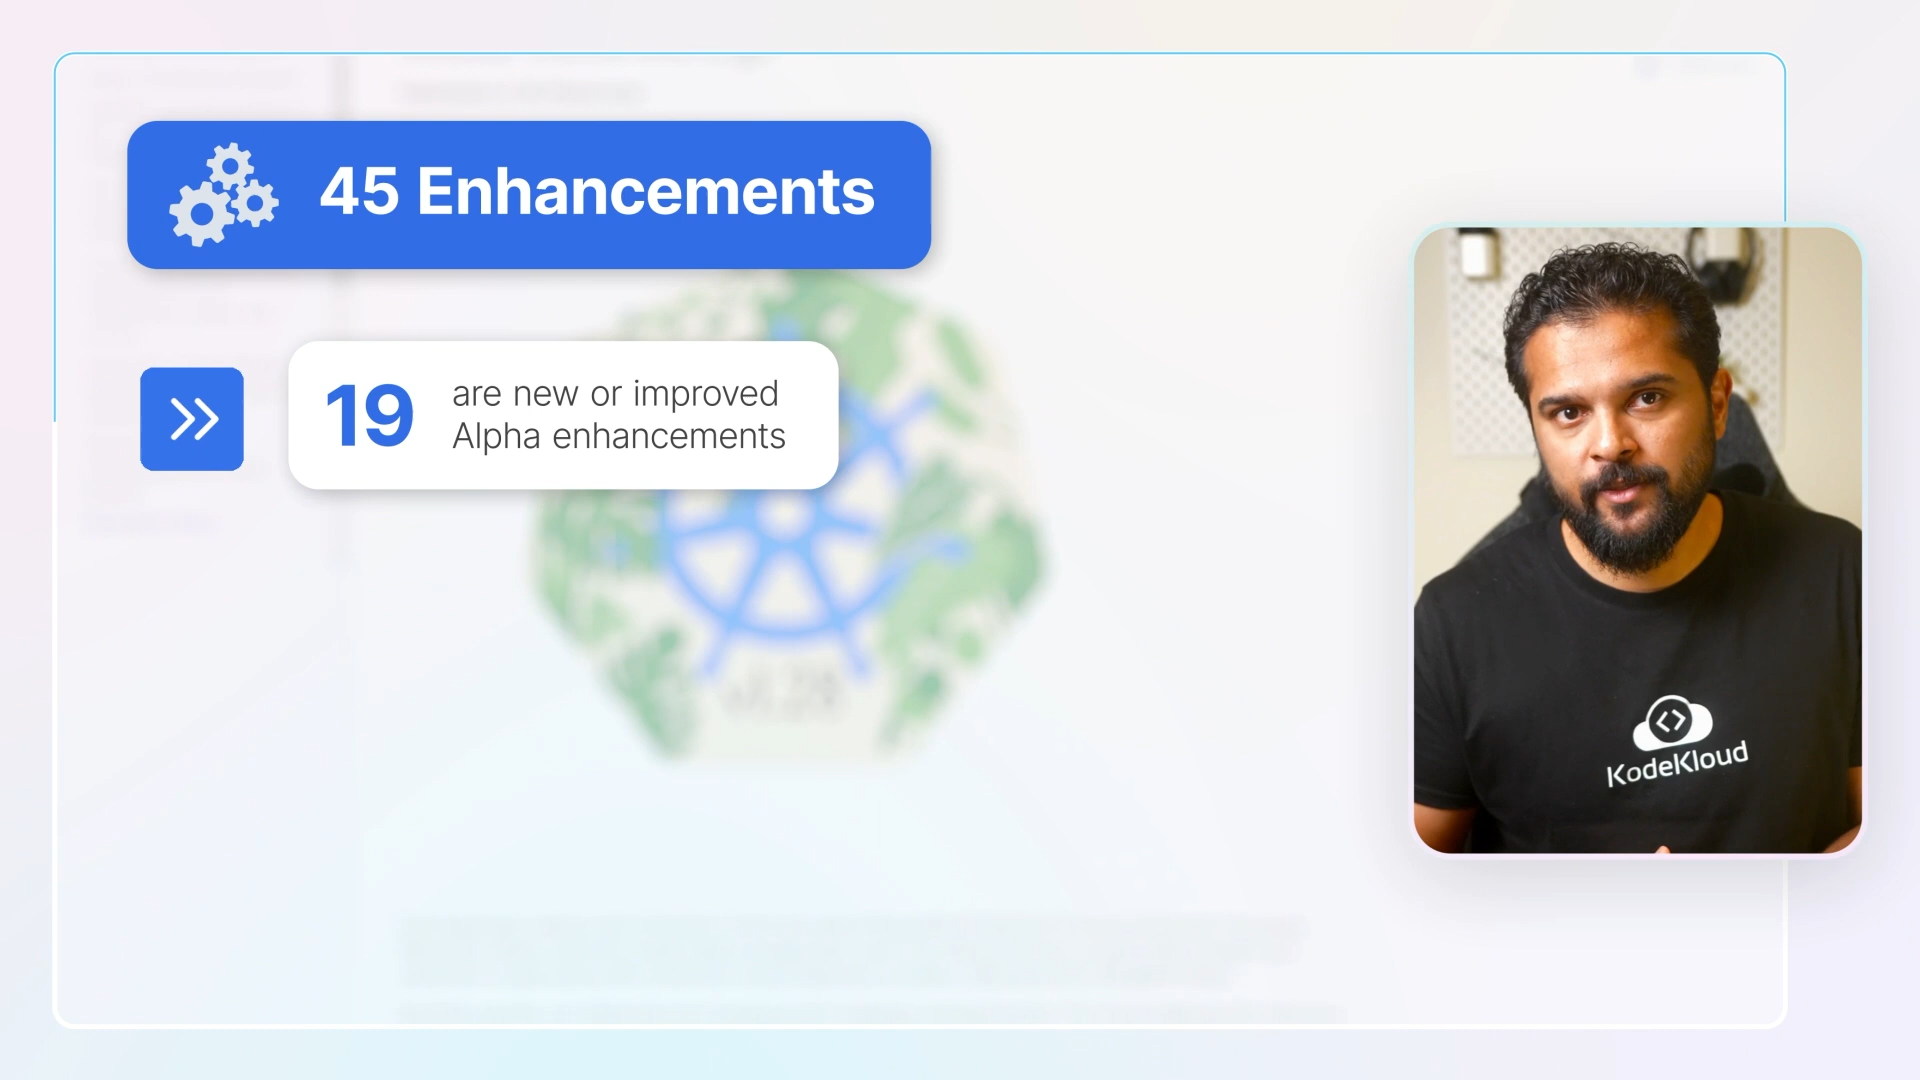 45 Enhancements
19
are new or improved
Alpha enhancements
KodeKloud